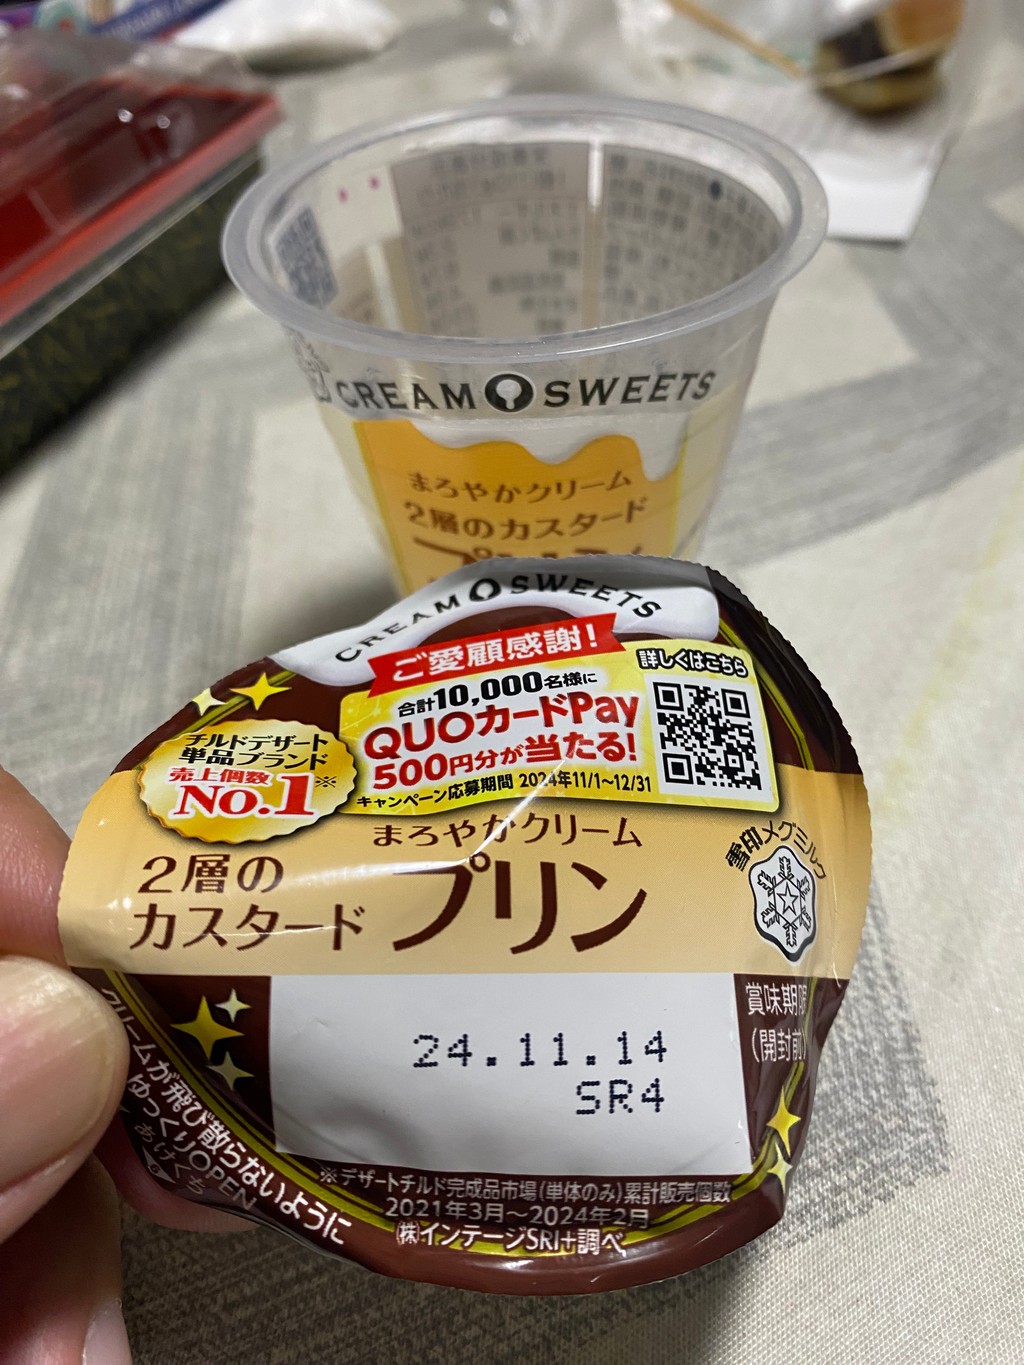 CREAM SWEETS
まろやかクリーム
2層のカスタード
CREAM SWEETS
ご愛顧感謝!
詳しくはこちら
合計10,000名様に
QUOカードPay
500円分が当たる!
キャンペーン応募期間 2024年11/1~12/31
チルドデザート
単品ブランド
売上個数※
No.1
まろやかクリーム
2層の
カスタード
プリン
雪印メグミルク
賞味期限
(開封前)
24.11.14
SR4
クリームが飛び散らないように
ゆっくりOPEN
あけくち
※デザートチルド完成品市場(単体のみ)累計販売個数
2021年3月~2024年2月
(株)インテージSRI+調べ